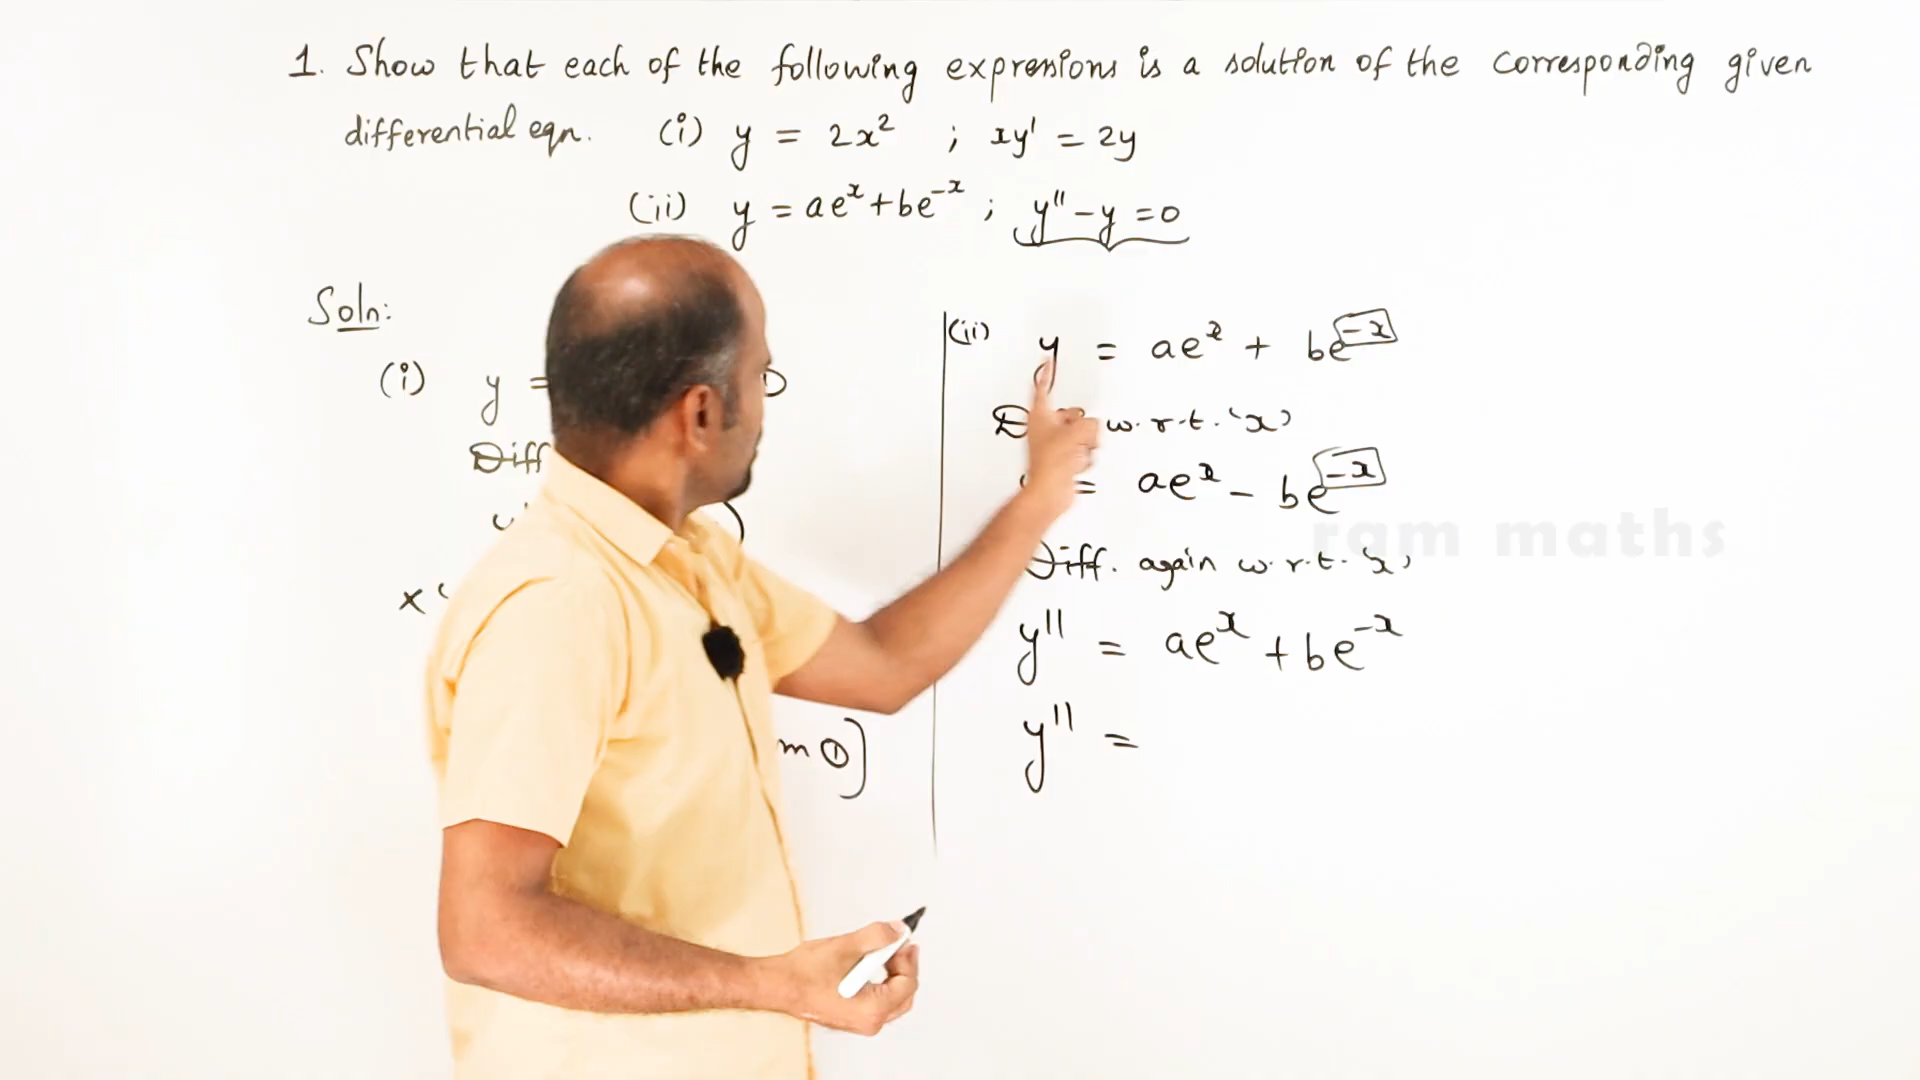 1. Show that each of the following expressions is a solution of the corresponding given
differential eqn. (i) y = 2x² ; xy' = 2y
(ii) y = ae^x + be^-x ; y'' - y = 0
Soln:
(i) y =
Diff
x
m ①]
(ii) y = ae^x + be^-x
w.r.t. 'x'
= ae^x - be^-x
Diff. again w.r.t. 'x'
y'' = ae^x + be^-x
y'' =
ram maths